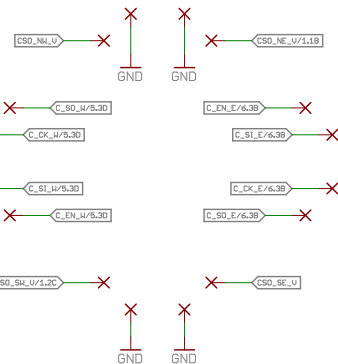 CSO_NW_V
CSO_NE_V/1.1B
GND
GND
C_SO_W/5.3D
C_EN_E/6.3B
C_CK_W/5.3D
C_SI_E/6.3B
C_SI_W/5.3D
C_CK_E/6.3B
C_EN_W/5.3D
C_SO_E/6.3B
SO_SW_V/1.2C
CSO_SE_V
GND
GND